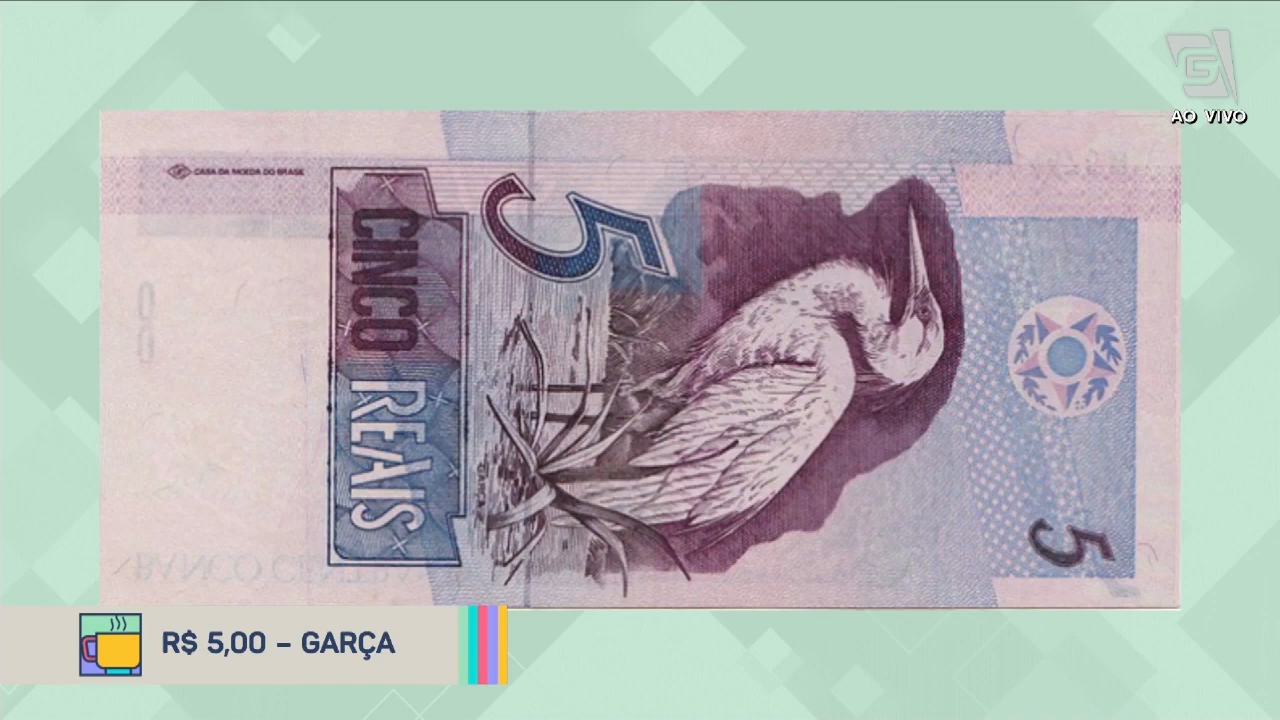 AO VIVO
CASA DA MOEDA DO BRASIL
5
CINCO REAIS
5
R$ 5,00 – GARÇA